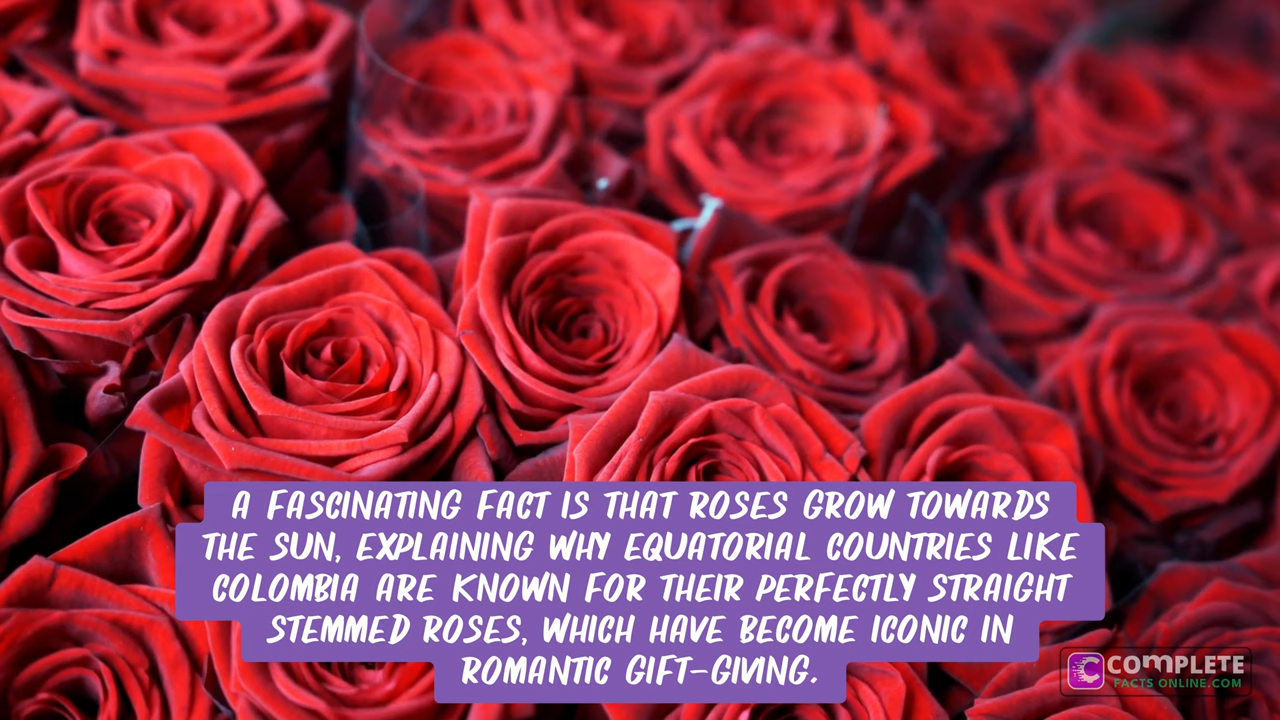 A FASCINATING FACT IS THAT ROSES GROW TOWARDS
THE SUN, EXPLAINING WHY EQUATORIAL COUNTRIES LIKE
COLOMBIA ARE KNOWN FOR THEIR PERFECTLY STRAIGHT
STEMMED ROSES, WHICH HAVE BECOME ICONIC IN
ROMANTIC GIFT-GIVING.
COMPLETE
FACTS ONLINE.COM